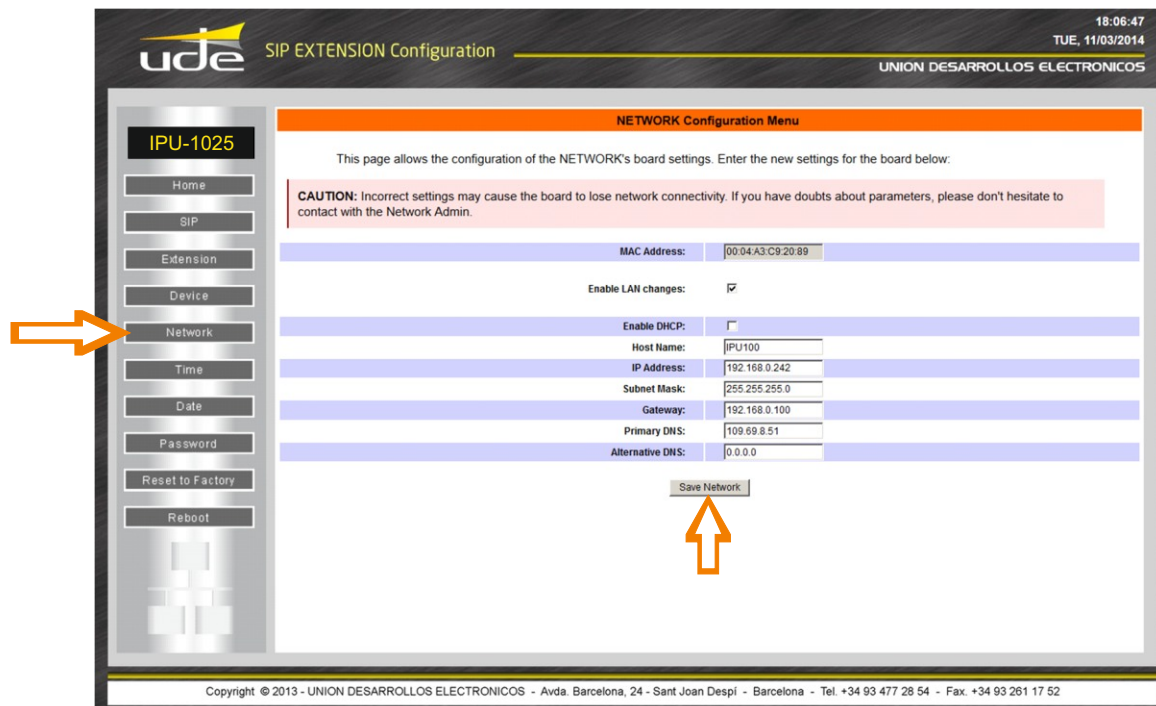 18:06:47
TUE, 11/03/2014
ude
SIP EXTENSION Configuration
UNION DESARROLLOS ELECTRONICOS
IPU-1025
Home
SIP
Extension
Device
Network
Time
Date
Password
Reset to Factory
Reboot
NETWORK Configuration Menu
This page allows the configuration of the NETWORK's board settings. Enter the new settings for the board below:
CAUTION: Incorrect settings may cause the board to lose network connectivity. If you have doubts about parameters, please don't hesitate to
contact with the Network Admin.
MAC Address: 00:04:A3:C9:20:89
Enable LAN changes:
Enable DHCP:
Host Name: IPU100
IP Address: 192.168.0.242
Subnet Mask: 255.255.255.0
Gateway: 192.168.0.100
Primary DNS: 109.69.8.51
Alternative DNS: 0.0.0.0
Save Network
Copyright © 2013 - UNION DESARROLLOS ELECTRONICOS - Avda. Barcelona, 24 - Sant Joan Despí - Barcelona - Tel. +34 93 477 28 54 - Fax. +34 93 261 17 52